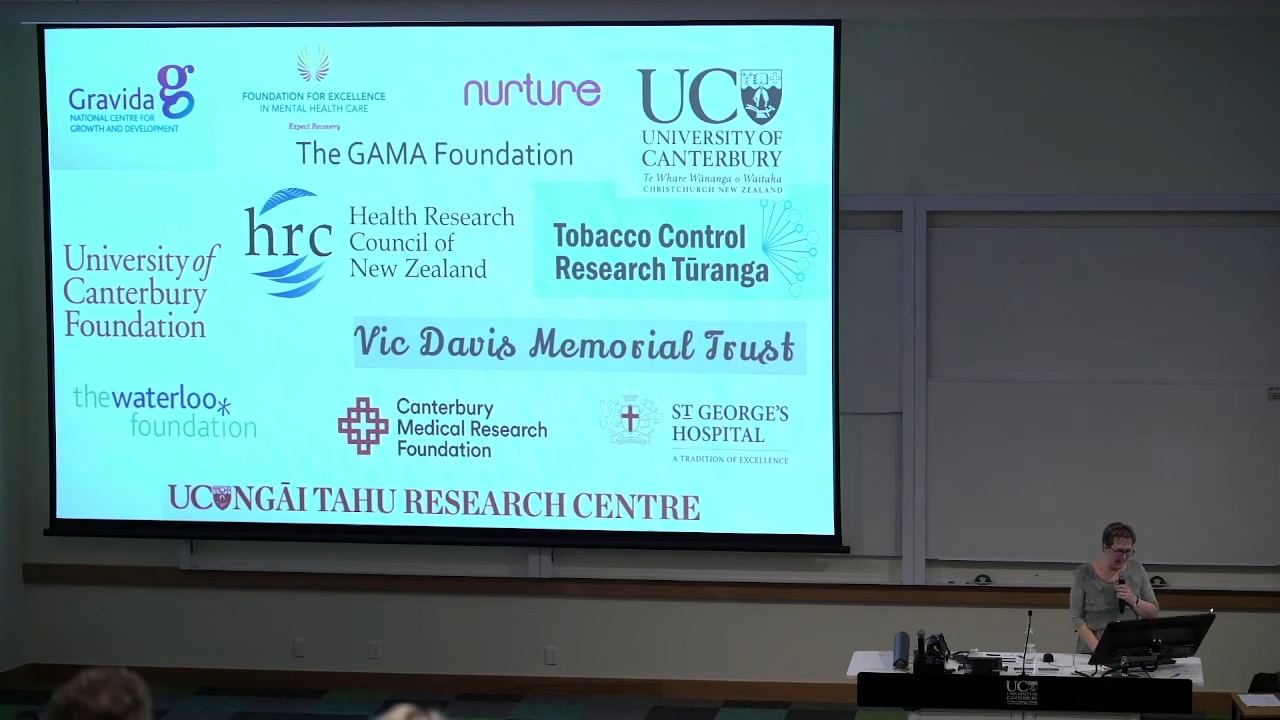 Gravida
NATIONAL CENTRE FOR
GROWTH AND DEVELOPMENT
g
FOUNDATION FOR EXCELLENCE
IN MENTAL HEALTH CARE
Expect Recovery
nurture
UC
UNIVERSITY OF
CANTERBURY
Te Whare Wānanga o Waitaha
CHRISTCHURCH NEW ZEALAND
The GAMA Foundation
University of
Canterbury
Foundation
hrc
Health Research
Council of
New Zealand
Tobacco Control
Research Tūranga
Vic Davis Memorial Trust
thewaterloo
foundation
Canterbury
Medical Research
Foundation
ST GEORGE'S
HOSPITAL
A TRADITION OF EXCELLENCE
UC NGĀI TAHU RESEARCH CENTRE
UC
UNIVERSITY OF
CANTERBURY